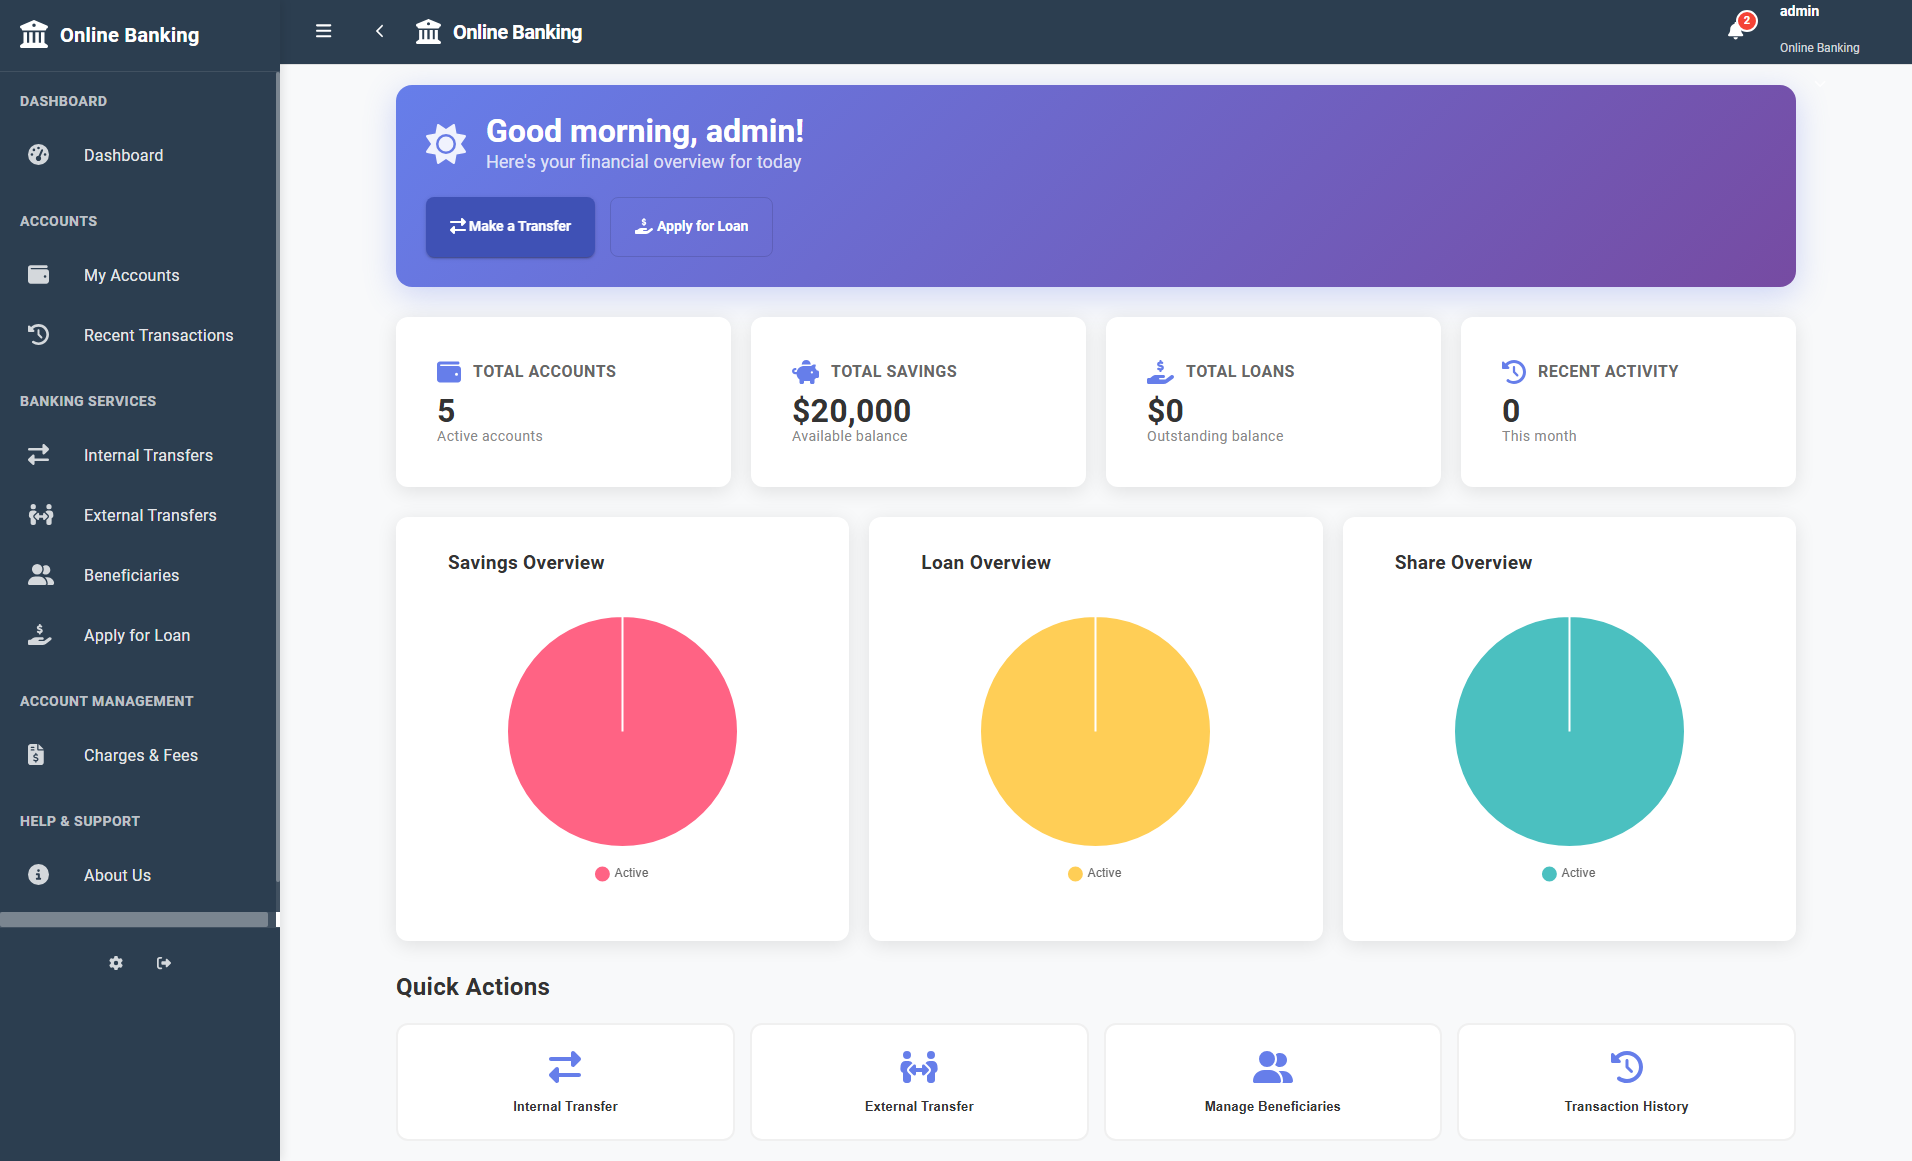 Online Banking
DASHBOARD
Dashboard
ACCOUNTS
My Accounts
Recent Transactions
BANKING SERVICES
Internal Transfers
External Transfers
Beneficiaries
Apply for Loan
ACCOUNT MANAGEMENT
Charges & Fees
HELP & SUPPORT
About Us
Online Banking
2
admin
Online Banking
Good morning, admin!
Here's your financial overview for today
Make a Transfer
Apply for Loan
TOTAL ACCOUNTS
5
Active accounts
TOTAL SAVINGS
$20,000
Available balance
TOTAL LOANS
$0
Outstanding balance
RECENT ACTIVITY
0
This month
Savings Overview
Active
Loan Overview
Active
Share Overview
Active
Quick Actions
Internal Transfer
External Transfer
Manage Beneficiaries
Transaction History